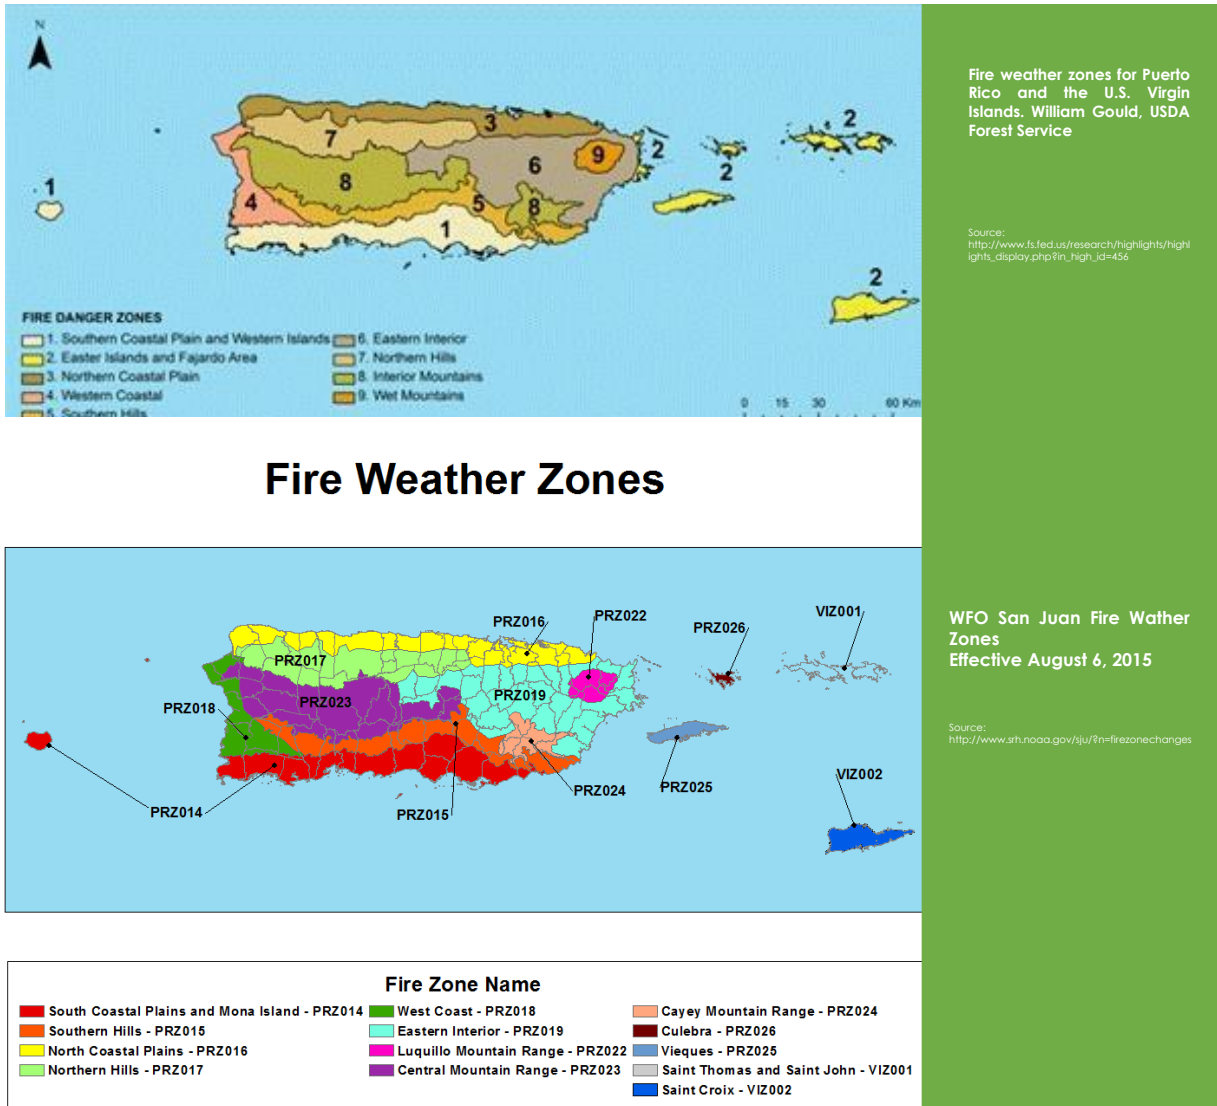 N
Fire weather zones for Puerto
Rico and the U.S. Virgin
Islands. William Gould, USDA
Forest Service
Source:
http://www.fs.fed.us/research/highlights/highl
ights_display.php?in_high_id=456
3
2
7
2
9
6
2
8
1
5
4
8
1
2
FIRE DANGER ZONES
1. Southern Coastal Plain and Western Islands
2. Easter Islands and Fajardo Area
3. Northern Coastal Plain
4. Western Coastal
5. Southern Hills
6. Eastern Interior
7. Northern Hills
8. Interior Mountains
9. Wet Mountains
0 15 30 60 Km
Fire Weather Zones
PRZ016
PRZ022
PRZ026
VIZ001
PRZ017
PRZ019
PRZ023
PRZ018
PRZ014
PRZ015
PRZ024
PRZ025
VIZ002
WFO San Juan Fire Wather
Zones
Effective August 6, 2015
Source:
http://www.srh.noaa.gov/sju/?n=firezonechanges
Fire Zone Name
South Coastal Plains and Mona Island - PRZ014
Southern Hills - PRZ015
North Coastal Plains - PRZ016
Northern Hills - PRZ017
West Coast - PRZ018
Eastern Interior - PRZ019
Luquillo Mountain Range - PRZ022
Central Mountain Range - PRZ023
Cayey Mountain Range - PRZ024
Culebra - PRZ026
Vieques - PRZ025
Saint Thomas and Saint John - VIZ001
Saint Croix - VIZ002